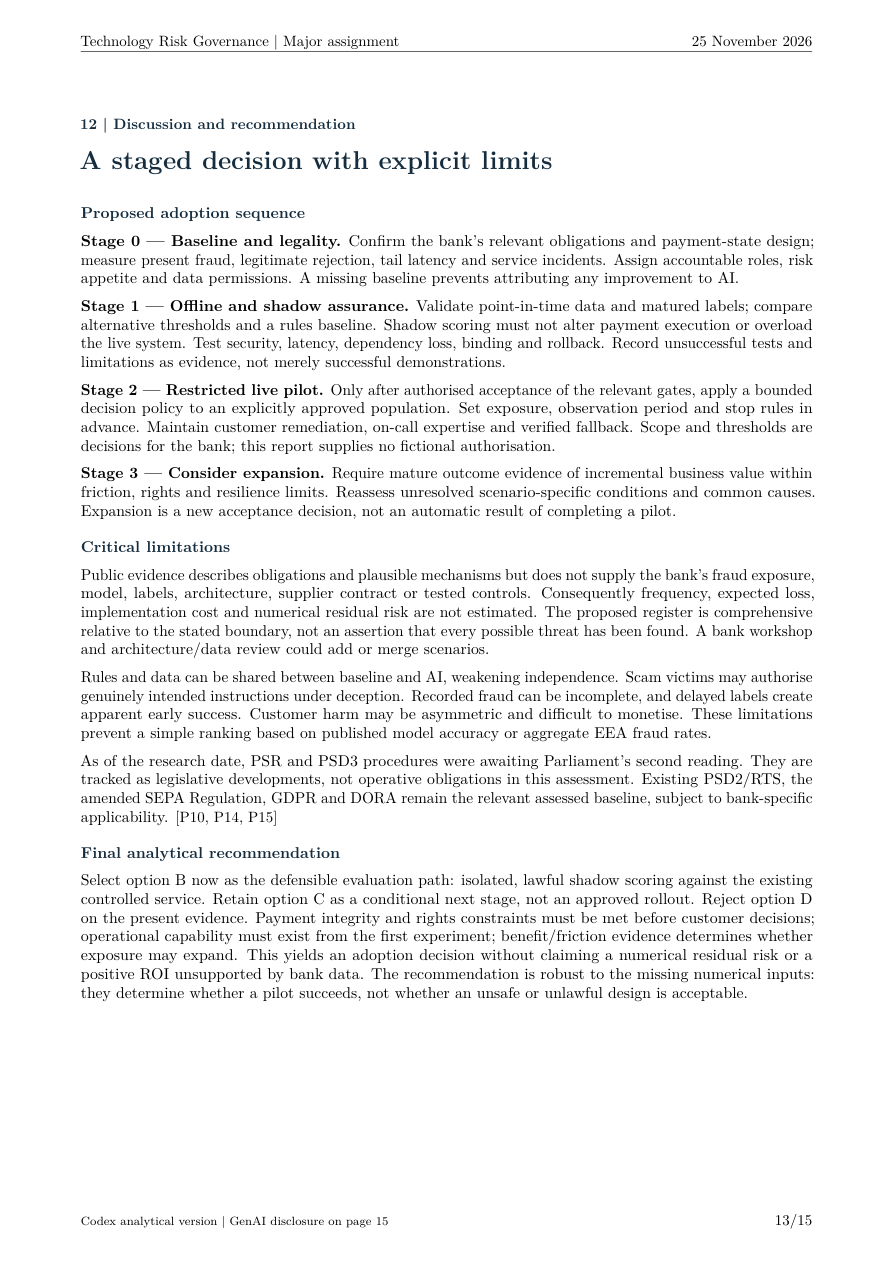 Technology Risk Governance | Major assignment 25 November 2026
12 | Discussion and recommendation
A staged decision with explicit limits
Proposed adoption sequence
Stage 0 — Baseline and legality. Confirm the bank's relevant obligations and payment-state design;
measure present fraud, legitimate rejection, tail latency and service incidents. Assign accountable roles, risk
appetite and data permissions. A missing baseline prevents attributing any improvement to AI.
Stage 1 — Offline and shadow assurance. Validate point-in-time data and matured labels; compare
alternative thresholds and a rules baseline. Shadow scoring must not alter payment execution or overload
the live system. Test security, latency, dependency loss, binding and rollback. Record unsuccessful tests and
limitations as evidence, not merely successful demonstrations.
Stage 2 — Restricted live pilot. Only after authorised acceptance of the relevant gates, apply a bounded
decision policy to an explicitly approved population. Set exposure, observation period and stop rules in
advance. Maintain customer remediation, on-call expertise and verified fallback. Scope and thresholds are
decisions for the bank; this report supplies no fictional authorisation.
Stage 3 — Consider expansion. Require mature outcome evidence of incremental business value within
friction, rights and resilience limits. Reassess unresolved scenario-specific conditions and common causes.
Expansion is a new acceptance decision, not an automatic result of completing a pilot.
Critical limitations
Public evidence describes obligations and plausible mechanisms but does not supply the bank's fraud exposure,
model, labels, architecture, supplier contract or tested controls. Consequently frequency, expected loss,
implementation cost and numerical residual risk are not estimated. The proposed register is comprehensive
relative to the stated boundary, not an assertion that every possible threat has been found. A bank workshop
and architecture/data review could add or merge scenarios.
Rules and data can be shared between baseline and AI, weakening independence. Scam victims may authorise
genuinely intended instructions under deception. Recorded fraud can be incomplete, and delayed labels create
apparent early success. Customer harm may be asymmetric and difficult to monetise. These limitations
prevent a simple ranking based on published model accuracy or aggregate EEA fraud rates.
As of the research date, PSR and PSD3 procedures were awaiting Parliament's second reading. They are
tracked as legislative developments, not operative obligations in this assessment. Existing PSD2/RTS, the
amended SEPA Regulation, GDPR and DORA remain the relevant assessed baseline, subject to bank-specific
applicability. [P10, P14, P15]
Final analytical recommendation
Select option B now as the defensible evaluation path: isolated, lawful shadow scoring against the existing
controlled service. Retain option C as a conditional next stage, not an approved rollout. Reject option D
on the present evidence. Payment integrity and rights constraints must be met before customer decisions;
operational capability must exist from the first experiment; benefit/friction evidence determines whether
exposure may expand. This yields an adoption decision without claiming a numerical residual risk or a
positive ROI unsupported by bank data. The recommendation is robust to the missing numerical inputs:
they determine whether a pilot succeeds, not whether an unsafe or unlawful design is acceptable.
Codex analytical version | GenAI disclosure on page 15 13/15